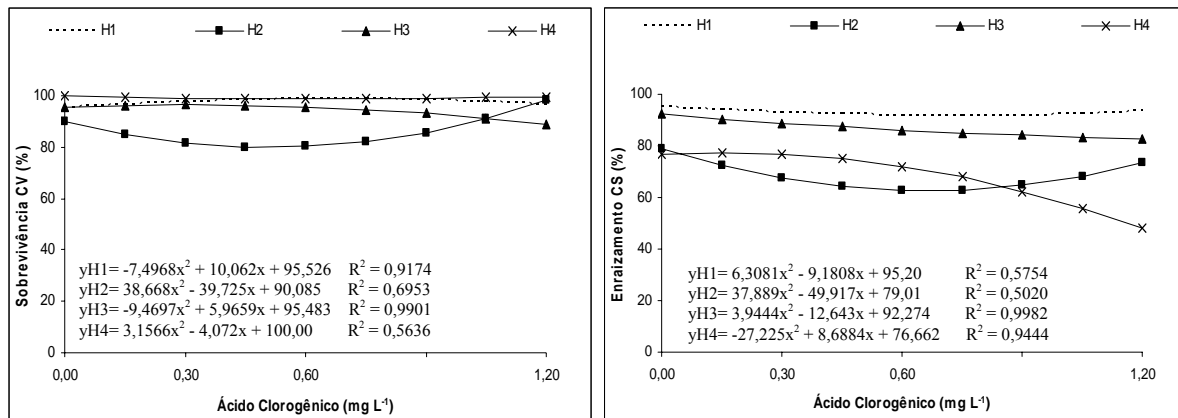 H1 H2 H3 H4
Sobrevivência CV (%)
100
80
60
40
20
0
yH1= -7,4968x² + 10,062x + 95,526 R² = 0,9174
yH2= 38,668x² - 39,725x + 90,085 R² = 0,6953
yH3= -9,4697x² + 5,9659x + 95,483 R² = 0,9901
yH4= 3,1566x² - 4,072x + 100,00 R² = 0,5636
0,00 0,30 0,60 0,90 1,20
Ácido Clorogênico (mg L⁻¹)
H1 H2 H3 H4
Enraizamento CS (%)
100
80
60
40
20
0
yH1= 6,3081x² - 9,1808x + 95,20 R² = 0,5754
yH2= 37,889x² - 49,917x + 79,01 R² = 0,5020
yH3= 3,9444x² - 12,643x + 92,274 R² = 0,9982
yH4= -27,225x² + 8,6884x + 76,662 R² = 0,9444
0,00 0,30 0,60 0,90 1,20
Ácido Clorogênico (mg L⁻¹)